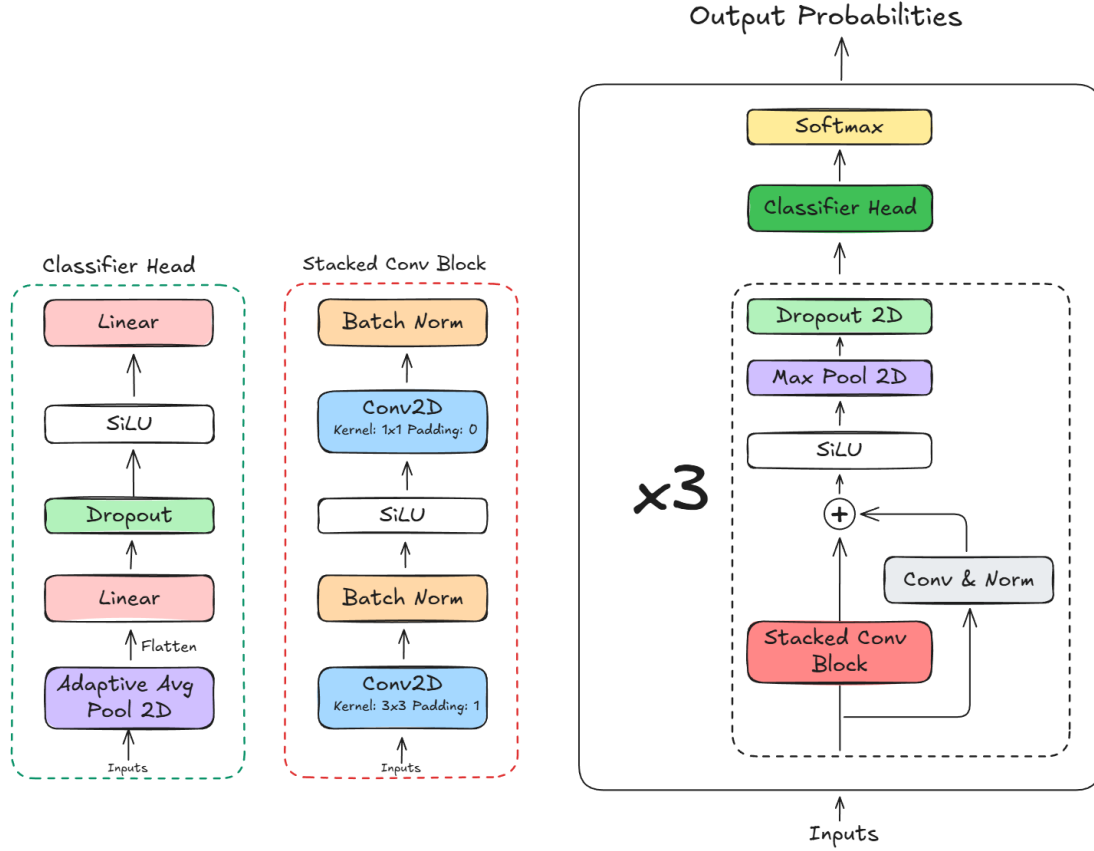 Output Probabilities
Softmax
Classifier Head
Dropout 2D
Max Pool 2D
SiLU
+
x3
Conv & Norm
Stacked Conv
Block
Inputs
Classifier Head
Linear
SiLU
Dropout
Linear
Flatten
Adaptive Avg
Pool 2D
Inputs
Stacked Conv Block
Batch Norm
Conv2D
Kernel: 1x1 Padding: 0
SiLU
Batch Norm
Conv2D
Kernel: 3x3 Padding: 1
Inputs